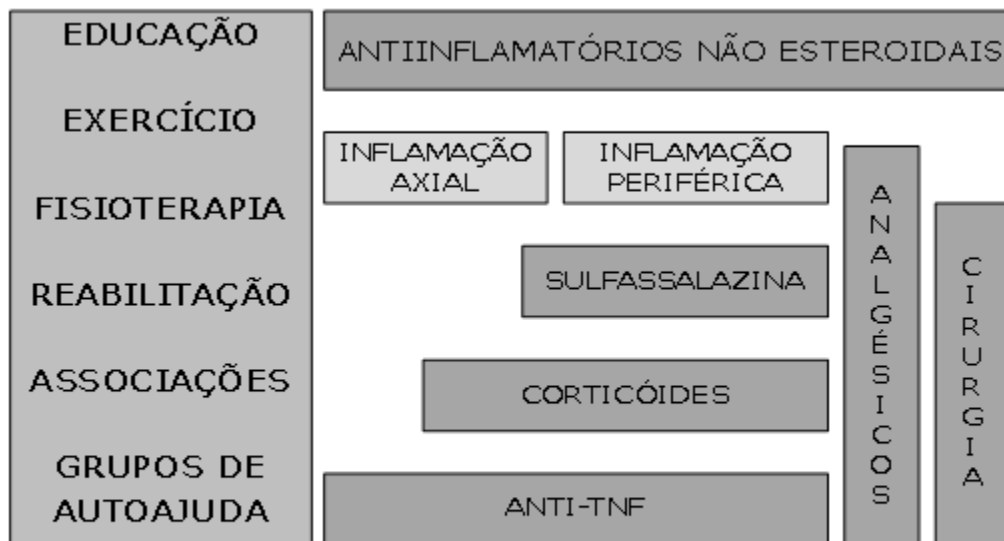 EDUCAÇÃO
EXERCÍCIO
FISIOTERAPIA
REABILITAÇÃO
ASSOCIAÇÕES
GRUPOS DE
AUTOAJUDA
ANTIINFLAMATÓRIOS NÃO ESTEROIDAIS
INFLAMAÇÃO
AXIAL
INFLAMAÇÃO
PERIFÉRICA
SULFASSALAZINA
CORTICÓIDES
ANTI-TNF
ANALGÉSICOS
CIRURGIA